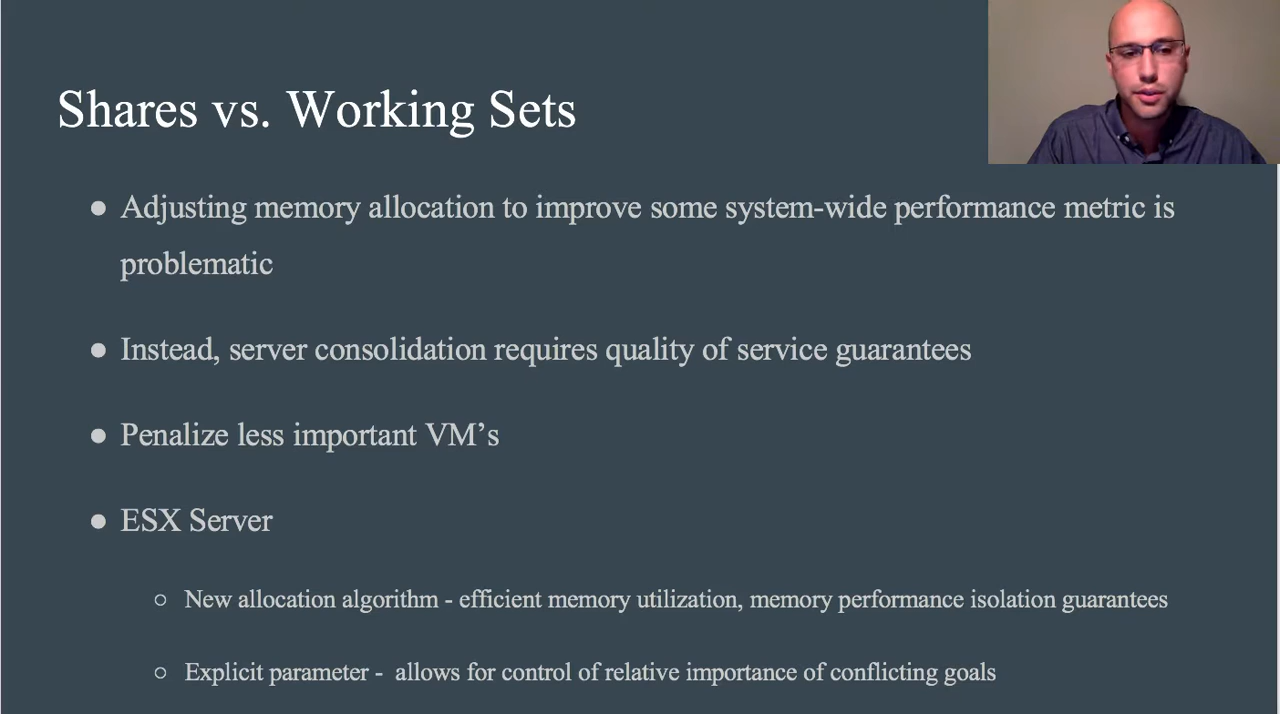 Shares vs. Working Sets
● Adjusting memory allocation to improve some system-wide performance metric is
problematic
● Instead, server consolidation requires quality of service guarantees
● Penalize less important VM’s
● ESX Server
○ New allocation algorithm - efficient memory utilization, memory performance isolation guarantees
○ Explicit parameter -  allows for control of relative importance of conflicting goals